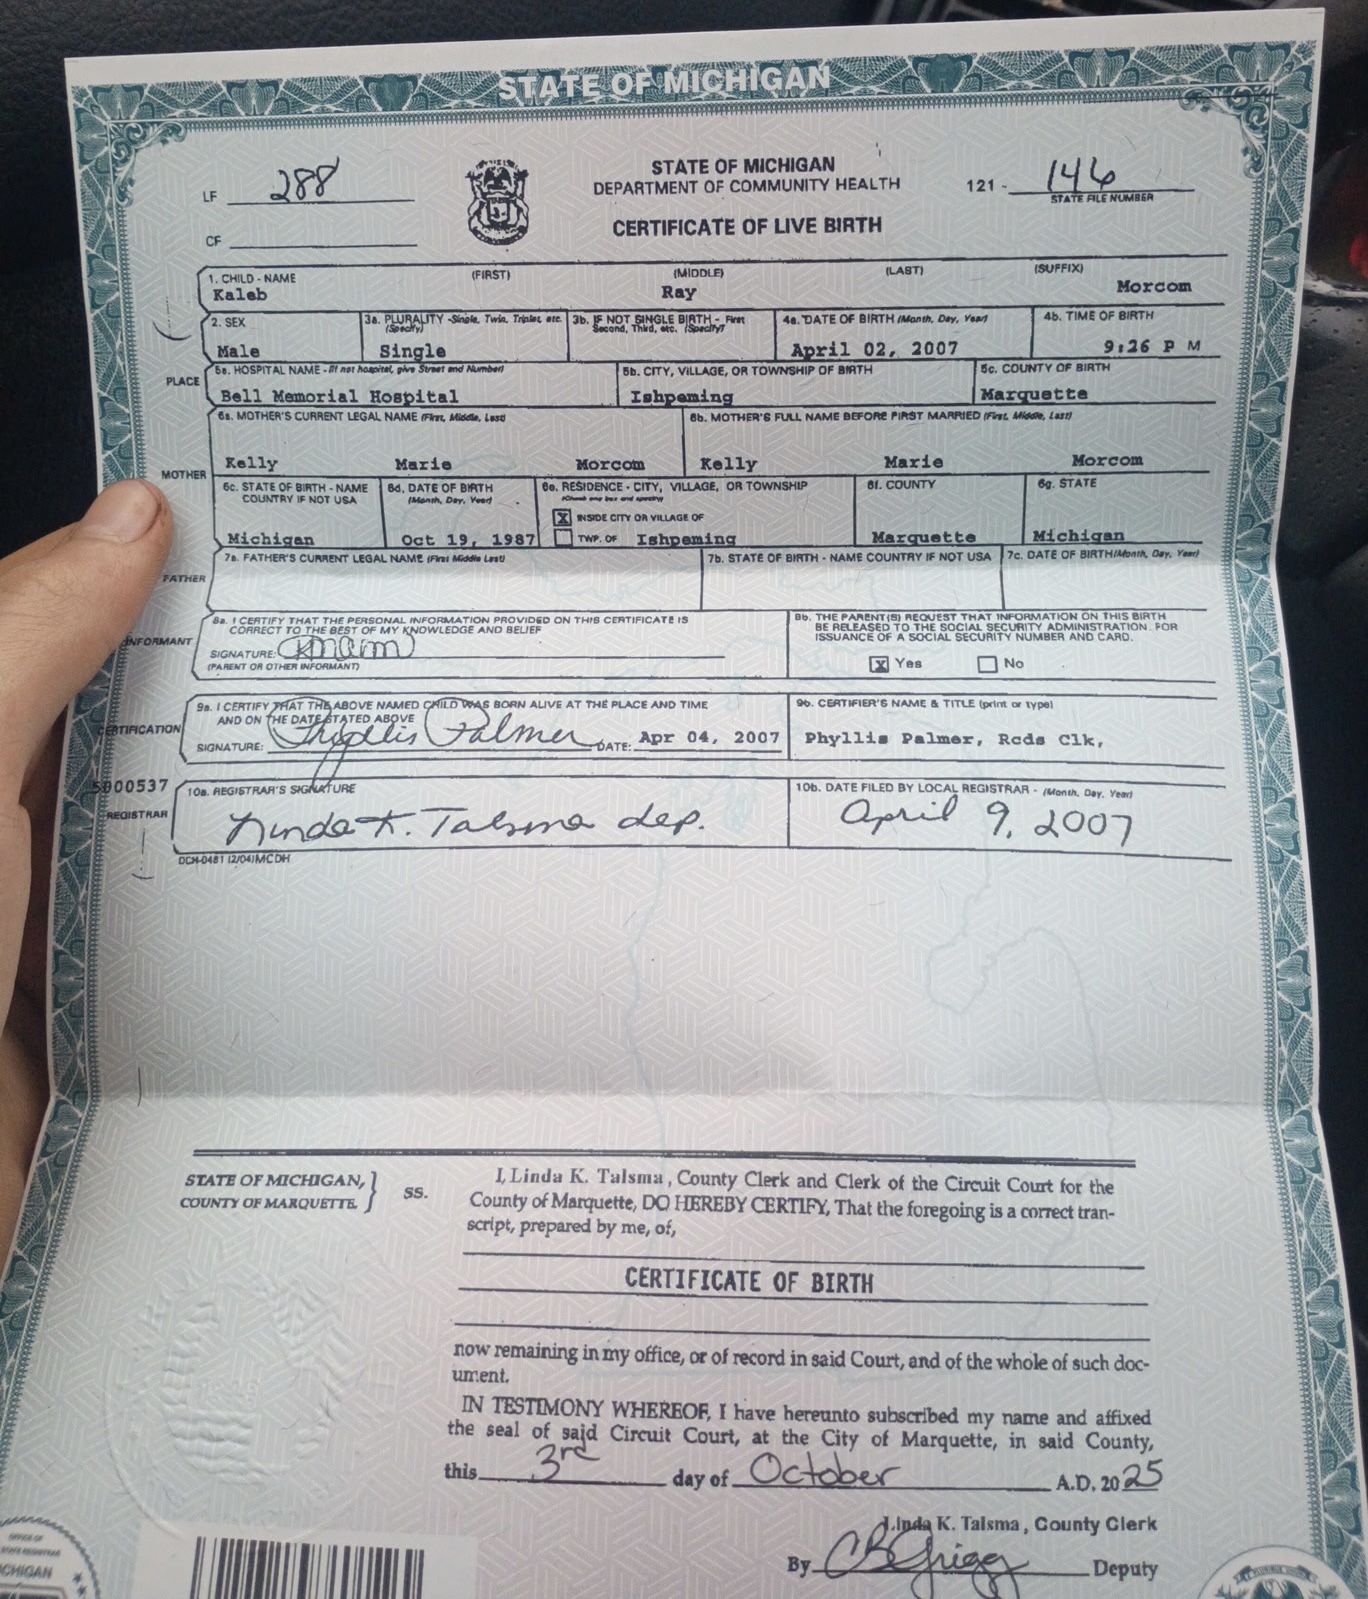 STATE OF MICHIGAN
LF 288
STATE OF MICHIGAN
DEPARTMENT OF COMMUNITY HEALTH
CERTIFICATE OF LIVE BIRTH
121 - 146
STATE FILE NUMBER
CF
1. CHILD - NAME (FIRST) (MIDDLE) (LAST) (SUFFIX)
Kaleb Ray Morcom
2. SEX
Male
3a. PLURALITY - Single, Twin, Triplet, etc. (Specify)
Single
3b. IF NOT SINGLE BIRTH - First Second, Third, etc. (Specify)
4a. DATE OF BIRTH (Month, Day, Year)
April 02, 2007
4b. TIME OF BIRTH
9:26 P M
PLACE
5a. HOSPITAL NAME - (If not hospital, give Street and Number)
Bell Memorial Hospital
5b. CITY, VILLAGE, OR TOWNSHIP OF BIRTH
Ishpeming
5c. COUNTY OF BIRTH
Marquette
MOTHER
6a. MOTHER'S CURRENT LEGAL NAME (First, Middle, Last)
Kelly Marie Morcom
6b. MOTHER'S FULL NAME BEFORE FIRST MARRIED (First, Middle, Last)
Kelly Marie Morcom
6c. STATE OF BIRTH - NAME COUNTRY IF NOT USA
Michigan
6d. DATE OF BIRTH (Month, Day, Year)
Oct 19, 1987
6e. RESIDENCE - CITY, VILLAGE, OR TOWNSHIP
(Check one box and specify)
X INSIDE CITY OR VILLAGE OF
TWP. OF Ishpeming
6f. COUNTY
Marquette
6g. STATE
Michigan
FATHER
7a. FATHER'S CURRENT LEGAL NAME (First Middle Last)
7b. STATE OF BIRTH - NAME COUNTRY IF NOT USA
7c. DATE OF BIRTH (Month, Day, Year)
INFORMANT
8a. I CERTIFY THAT THE PERSONAL INFORMATION PROVIDED ON THIS CERTIFICATE IS
CORRECT TO THE BEST OF MY KNOWLEDGE AND BELIEF
SIGNATURE:
(PARENT OR OTHER INFORMANT)
8b. THE PARENT(S) REQUEST THAT INFORMATION ON THIS BIRTH
BE RELEASED TO THE SOCIAL SECURITY ADMINISTRATION. FOR
ISSUANCE OF A SOCIAL SECURITY NUMBER AND CARD.
X Yes No
CERTIFICATION
9a. I CERTIFY THAT THE ABOVE NAMED CHILD WAS BORN ALIVE AT THE PLACE AND TIME
AND ON THE DATE STATED ABOVE
SIGNATURE: Phyllis Palmer DATE: Apr 04, 2007
9b. CERTIFIER'S NAME & TITLE (print or type)
Phyllis Palmer, Rcds Clk,
5000537
REGISTRAR
10a. REGISTRAR'S SIGNATURE
Linda K. Talsma dep.
10b. DATE FILED BY LOCAL REGISTRAR - (Month, Day, Year)
April 9, 2007
DCH-0481 (2/04) MCDH
STATE OF MICHIGAN,
COUNTY OF MARQUETTE.
SS.
I, Linda K. Talsma, County Clerk and Clerk of the Circuit Court for the
County of Marquette, DO HEREBY CERTIFY, That the foregoing is a correct tran-
script, prepared by me, of,
CERTIFICATE OF BIRTH
now remaining in my office, or of record in said Court, and of the whole of such doc-
ument.
IN TESTIMONY WHEREOF, I have hereunto subscribed my name and affixed
the seal of said Circuit Court, at the City of Marquette, in said County,
this 3rd day of October A.D. 2025
Linda K. Talsma, County Clerk
By CB Grigg Deputy
OFFICE OF
STATE REGISTRAR
MICHIGAN